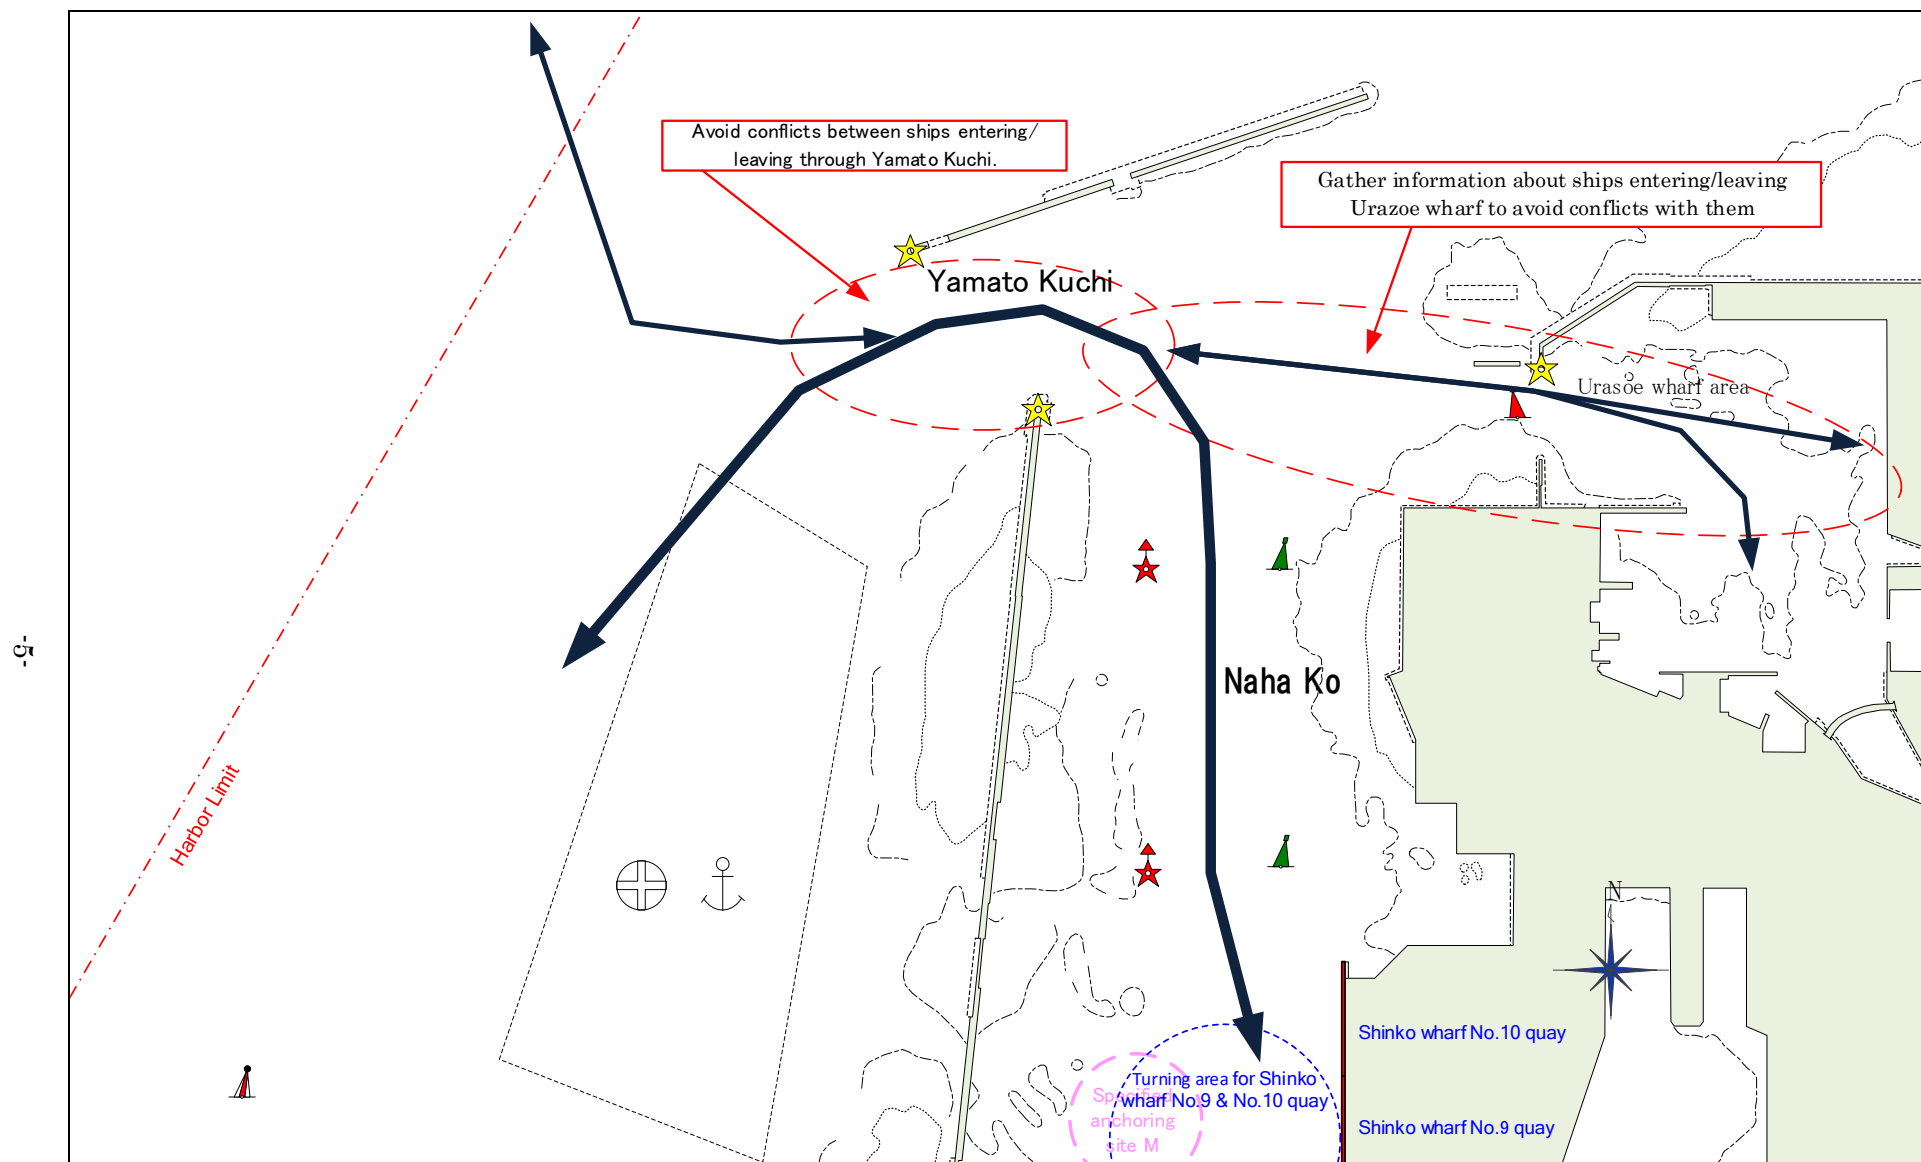 Avoid conflicts between ships entering/
leaving through Yamato Kuchi.
Gather information about ships entering/leaving
Urazoe wharf to avoid conflicts with them
Yamato Kuchi
Urasoe wharf area
-5-
Naha Ko
Harbor Limit
N
Shinko wharf No.10 quay
Turning area for Shinko
wharf No.9 & No.10 quay
Specified
anchoring
site M
Shinko wharf No.9 quay